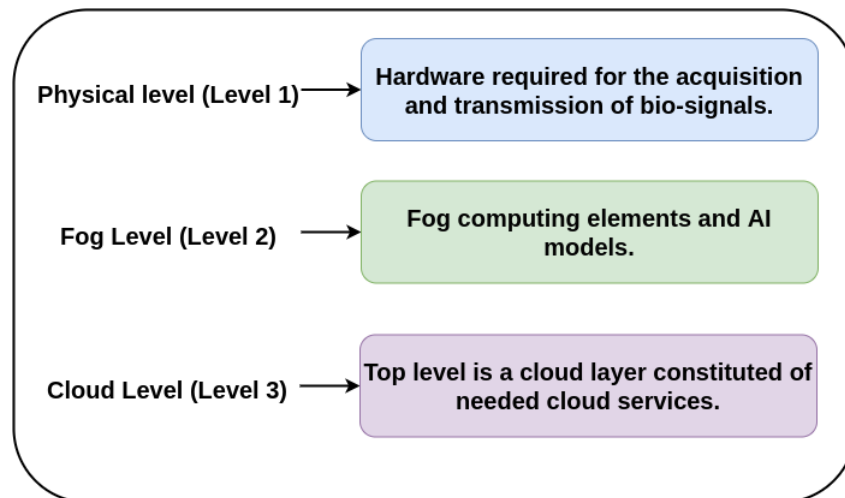 Physical level (Level 1)
Hardware required for the acquisition
and transmission of bio-signals.
Fog Level (Level 2)
Fog computing elements and AI
models.
Cloud Level (Level 3)
Top level is a cloud layer constituted of
needed cloud services.